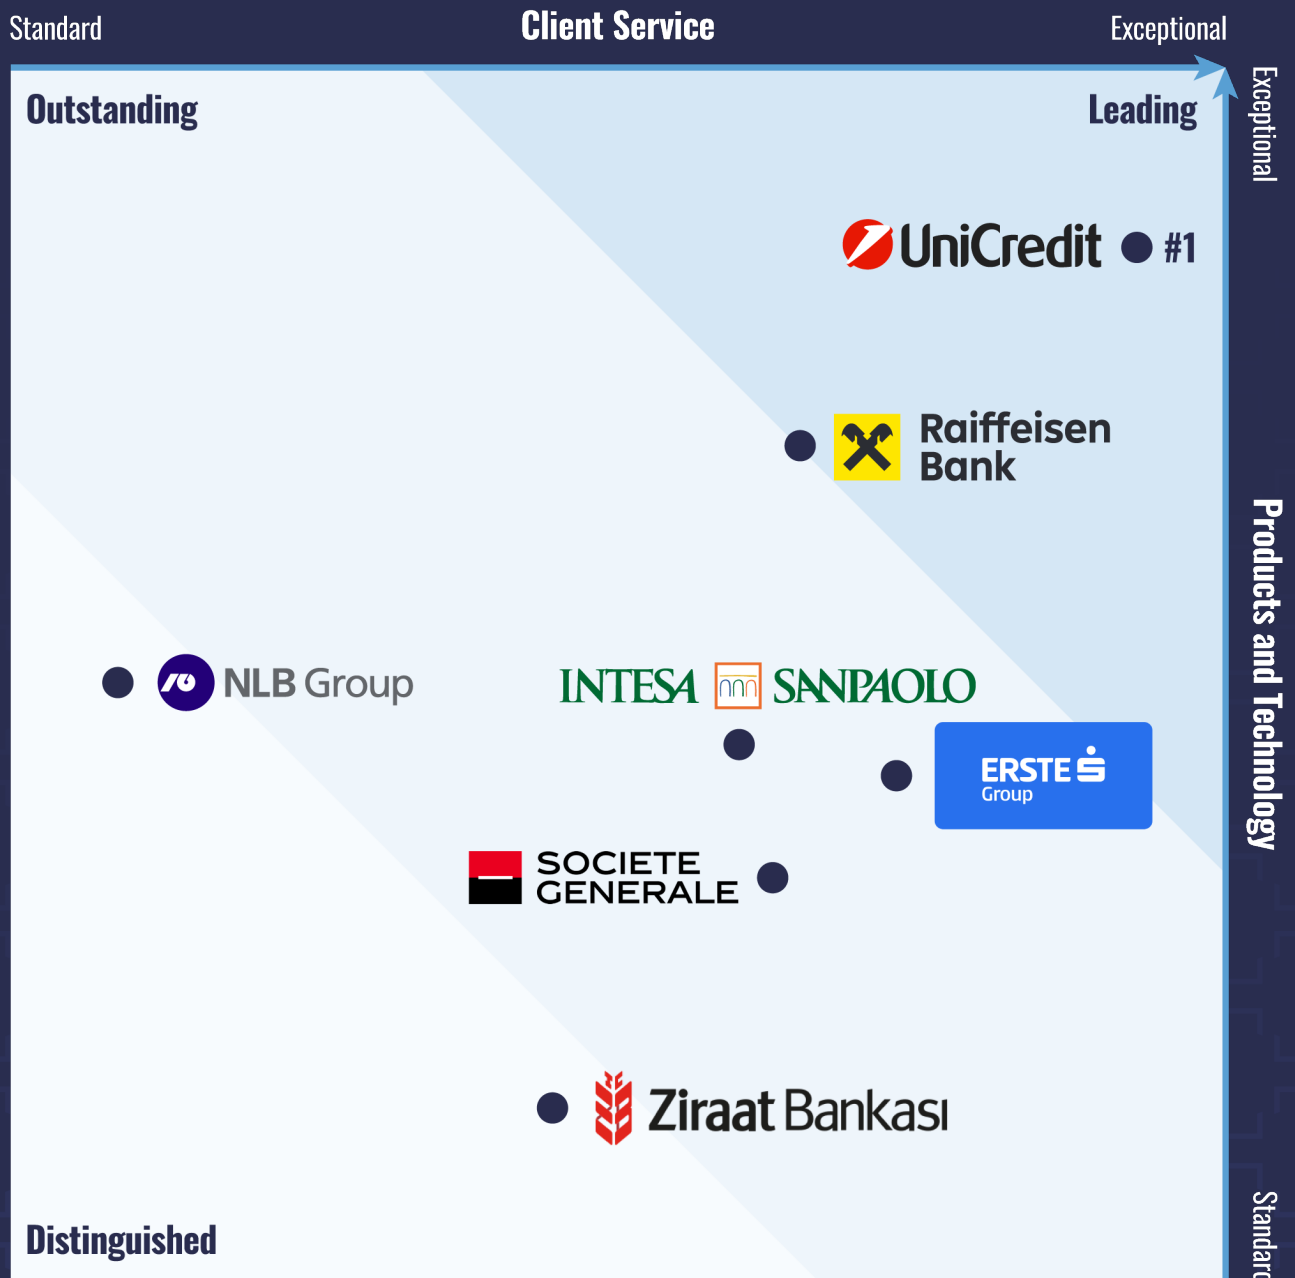 Standard
Client Service
Exceptional
Exceptional
Outstanding
Leading
UniCredit
#1
Raiffeisen
Bank
Products and Technology
NLB Group
INTESA SANPAOLO
ERSTE
Group
SOCIETE
GENERALE
Ziraat Bankası
Standard
Distinguished